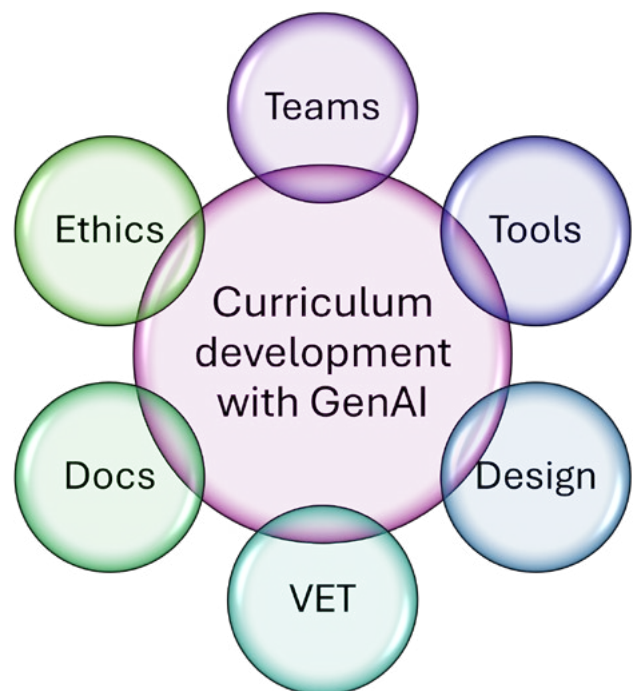 Teams
Ethics
Tools
Curriculum
development
with GenAI
Docs
Design
VET